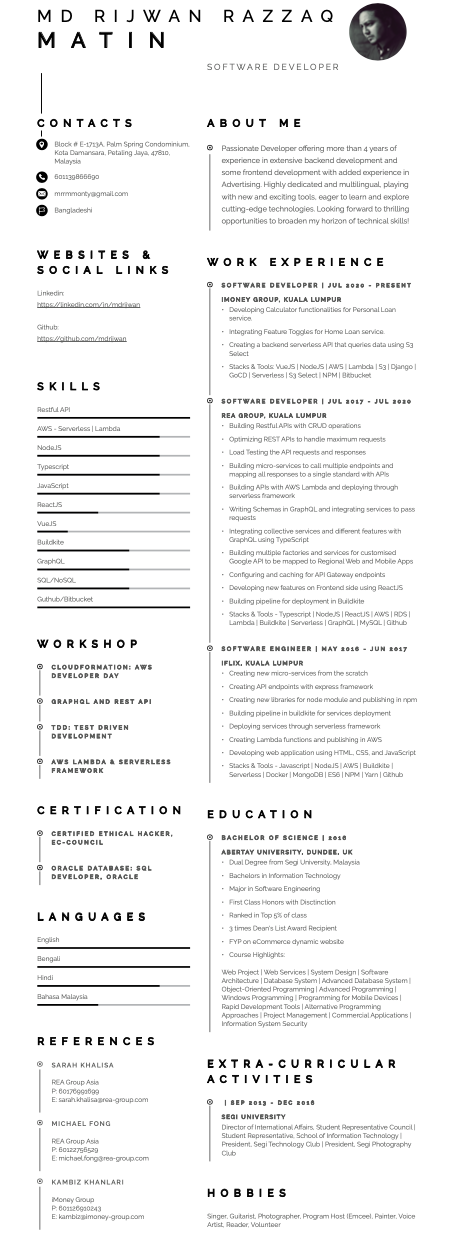 MD RIJWAN RAZZAQ
MATIN
SOFTWARE DEVELOPER
CONTACTS
Block # E-1713A, Palm Spring Condominium,
Kota Damansara, Petaling Jaya, 47810,
Malaysia
601139866690
mrmmonty@gmail.com
Bangladeshi
WEBSITES &
SOCIAL LINKS
Linkedin:
https://linkedin.com/in/mdrijwan
Github:
https://github.com/mdrijwan
SKILLS
Restful API
AWS - Serverless | Lambda
NodeJS
Typescript
JavaScript
ReactJS
VueJS
Buildkite
GraphQL
SQL/NoSQL
Guthub/Bitbucket
WORKSHOP
CLOUDFORMATION: AWS
DEVELOPER DAY
GRAPHQL AND REST API
TDD: TEST DRIVEN
DEVELOPMENT
AWS LAMBDA & SERVERLESS
FRAMEWORK
CERTIFICATION
CERTIFIED ETHICAL HACKER,
EC-COUNCIL
ORACLE DATABASE: SQL
DEVELOPER, ORACLE
LANGUAGES
English
Bengali
Hindi
Bahasa Malaysia
REFERENCES
SARAH KHALISA
REA Group Asia
P: 60176991699
E: sarah.khalisa@rea-group.com
MICHAEL FONG
REA Group Asia
P: 60122756529
E: michael.fong@rea-group.com
KAMBIZ KHANLARI
iMoney Group
P: 601126910243
E: kambiz@imoney-group.com
ABOUT ME
Passionate Developer offering more than 4 years of
experience in extensive backend development and
some frontend development with added experience in
Advertising. Highly dedicated and multilingual, playing
with new and exciting tools, eager to learn and explore
cutting-edge technologies. Looking forward to thrilling
opportunities to broaden my horizon of technical skills!
WORK EXPERIENCE
SOFTWARE DEVELOPER | JUL 2020 - PRESENT
IMONEY GROUP, KUALA LUMPUR
• Developing Calculator functionalities for Personal Loan
service.
• Integrating Feature Toggles for Home Loan service.
• Creating a backend serverless API that queries data using S3
Select
• Stacks & Tools: VueJS | NodeJS | AWS | Lambda | S3 | Django |
GoCD | Serverless | S3 Select | NPM | Bitbucket
SOFTWARE DEVELOPER | JUL 2017 - JUL 2020
REA GROUP, KUALA LUMPUR
• Building Restful APIs with CRUD operations
• Optimizing REST APIs to handle maximum requests
• Load Testing the API requests and responses
• Building micro-services to call multiple endpoints and
mapping all responses to a single standard with APIs
• Building APIs with AWS Lambda and deploying through
serverless framework
• Writing Schemas in GraphQL and integrating services to pass
requests
• Integrating collective services and different features with
GraphQL using TypeScript
• Building multiple factories and services for customised
Google API to be mapped to Regional Web and Mobile Apps
• Configuring and caching for API Gateway endpoints
• Developing new features on Frontend side using ReactJS
• Building pipeline for deployment in Buildkite
• Stacks & Tools - Typescript | NodeJS | ReactJS | AWS | RDS |
Lambda | Buildkite | Serverless | GraphQL | MySQL | Github
SOFTWARE ENGINEER | MAY 2016 - JUN 2017
IFLIX, KUALA LUMPUR
• Creating new micro-services from the scratch
• Creating API endpoints with express framework
• Creating new libraries for node module and publishing in npm
• Building pipeline in buildkite for services deployment
• Deploying services through serverless framework
• Creating Lambda functions and publishing in AWS
• Developing web application using HTML, CSS, and JavaScript
• Stacks & Tools - Javascript | NodeJS | AWS | Buildkite |
Serverless | Docker | MongoDB | ES6 | NPM | Yarn | Github
EDUCATION
BACHELOR OF SCIENCE | 2016
ABERTAY UNIVERSITY, DUNDEE, UK
• Dual Degree from Segi University, Malaysia
• Bachelors in Information Technology
• Major in Software Engineering
• First Class Honors with Disctinction
• Ranked in Top 5% of class
• 3 times Dean's List Award Recipient
• FYP on eCommerce dynamic website
• Course Highlights:
Web Project | Web Services | System Design | Software
Architecture | Database System | Advanced Database System |
Object-Oriented Programming | Advanced Programming |
Windows Programming | Programming for Mobile Devices |
Rapid Development Tools | Alternative Programming
Approaches | Project Management | Commercial Applications |
Information System Security
EXTRA-CURRICULAR
ACTIVITIES
| SEP 2013 - DEC 2016
SEGI UNIVERSITY
Director of International Affairs, Student Representative Council |
Student Representative, School of Information Technology |
President, Segi Technology Club | President, Segi Photography
Club
HOBBIES
Singer, Guitarist, Photographer, Program Host (Emcee), Painter, Voice
Artist, Reader, Volunteer